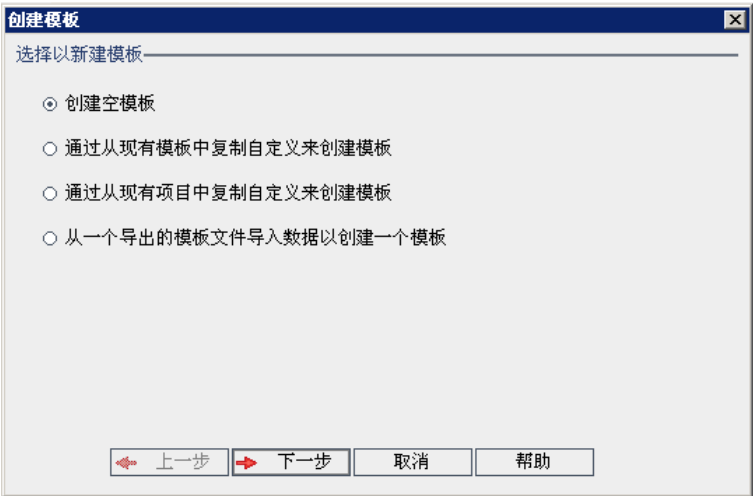 创建模板
选择以新建模板
创建空模板
通过从现有模板中复制自定义来创建模板
通过从现有项目中复制自定义来创建模板
从一个导出的模板文件导入数据以创建一个模板
上一步 下一步 取消 帮助